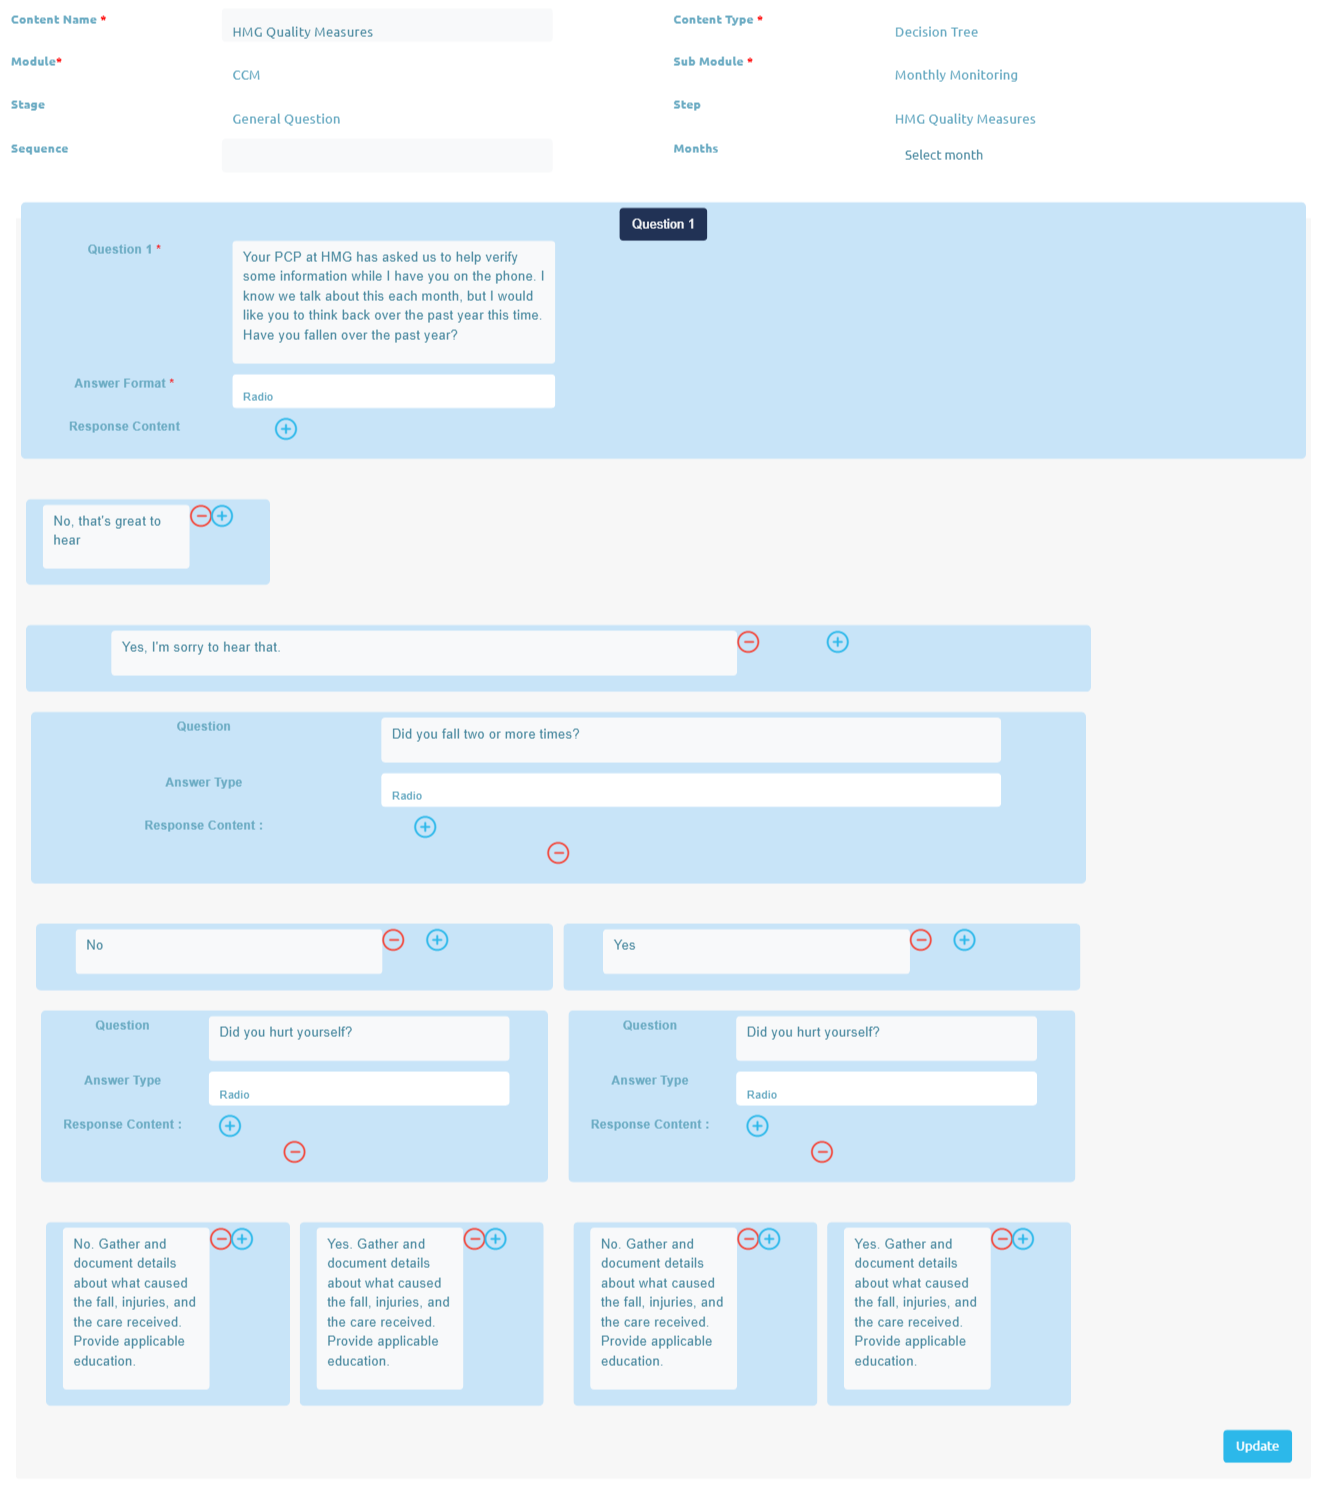 Content Name *
HMG Quality Measures
Content Type *
Decision Tree
Module*
CCM
Sub Module *
Monthly Monitoring
Stage
General Question
Step
HMG Quality Measures
Sequence
Months
Select month
Question 1
Question 1 *
Your PCP at HMG has asked us to help verify
some information while I have you on the phone. I
know we talk about this each month, but I would
like you to think back over the past year this time.
Have you fallen over the past year?
Answer Format *
Radio
Response Content
No, that's great to
hear
Yes, I'm sorry to hear that.
Question
Did you fall two or more times?
Answer Type
Radio
Response Content :
No
Yes
Question
Did you hurt yourself?
Answer Type
Radio
Response Content :
Question
Did you hurt yourself?
Answer Type
Radio
Response Content :
No. Gather and
document details
about what caused
the fall, injuries, and
the care received.
Provide applicable
education.
Yes. Gather and
document details
about what caused
the fall, injuries, and
the care received.
Provide applicable
education.
No. Gather and
document details
about what caused
the fall, injuries, and
the care received.
Provide applicable
education.
Yes. Gather and
document details
about what caused
the fall, injuries, and
the care received.
Provide applicable
education.
Update